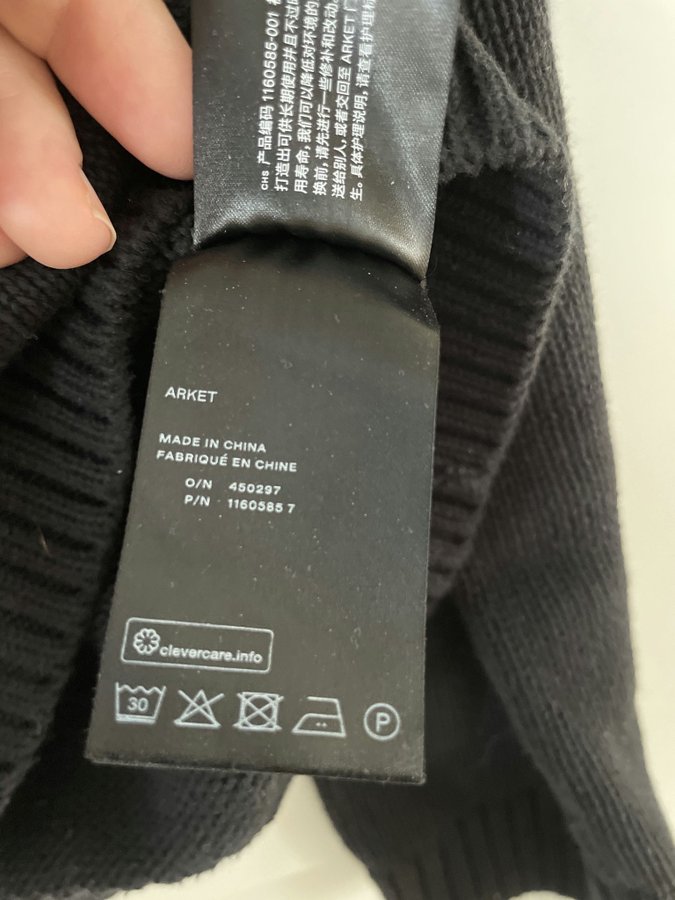 CHS 产品编码 1160585-001
打造出可供长期使用并且不过
用寿命,我们可以降低对环境的
换前,请先进行一些修补和改动。
送给别人,或者交回至 ARKET
生。具体护理说明,请查看护理标
ARKET
MADE IN CHINA
FABRIQUÉ EN CHINE
O/N 450297
P/N 1160585 7
clevercare.info
30
P